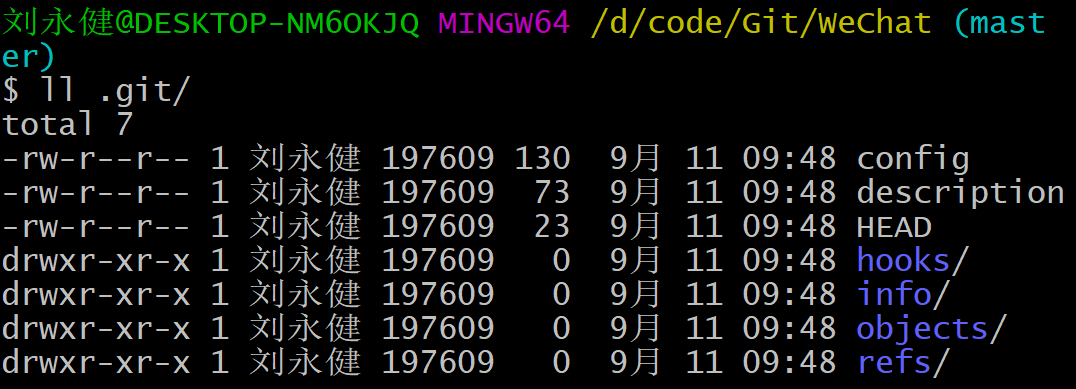 刘永健@DESKTOP-NM6OKJQ MINGW64 /d/code/Git/WeChat (mast
er)
$ ll .git/
total 7
-rw-r--r-- 1 刘永健 197609 130  9月 11 09:48 config
-rw-r--r-- 1 刘永健 197609  73  9月 11 09:48 description
-rw-r--r-- 1 刘永健 197609  23  9月 11 09:48 HEAD
drwxr-xr-x 1 刘永健 197609   0  9月 11 09:48 hooks/
drwxr-xr-x 1 刘永健 197609   0  9月 11 09:48 info/
drwxr-xr-x 1 刘永健 197609   0  9月 11 09:48 objects/
drwxr-xr-x 1 刘永健 197609   0  9月 11 09:48 refs/